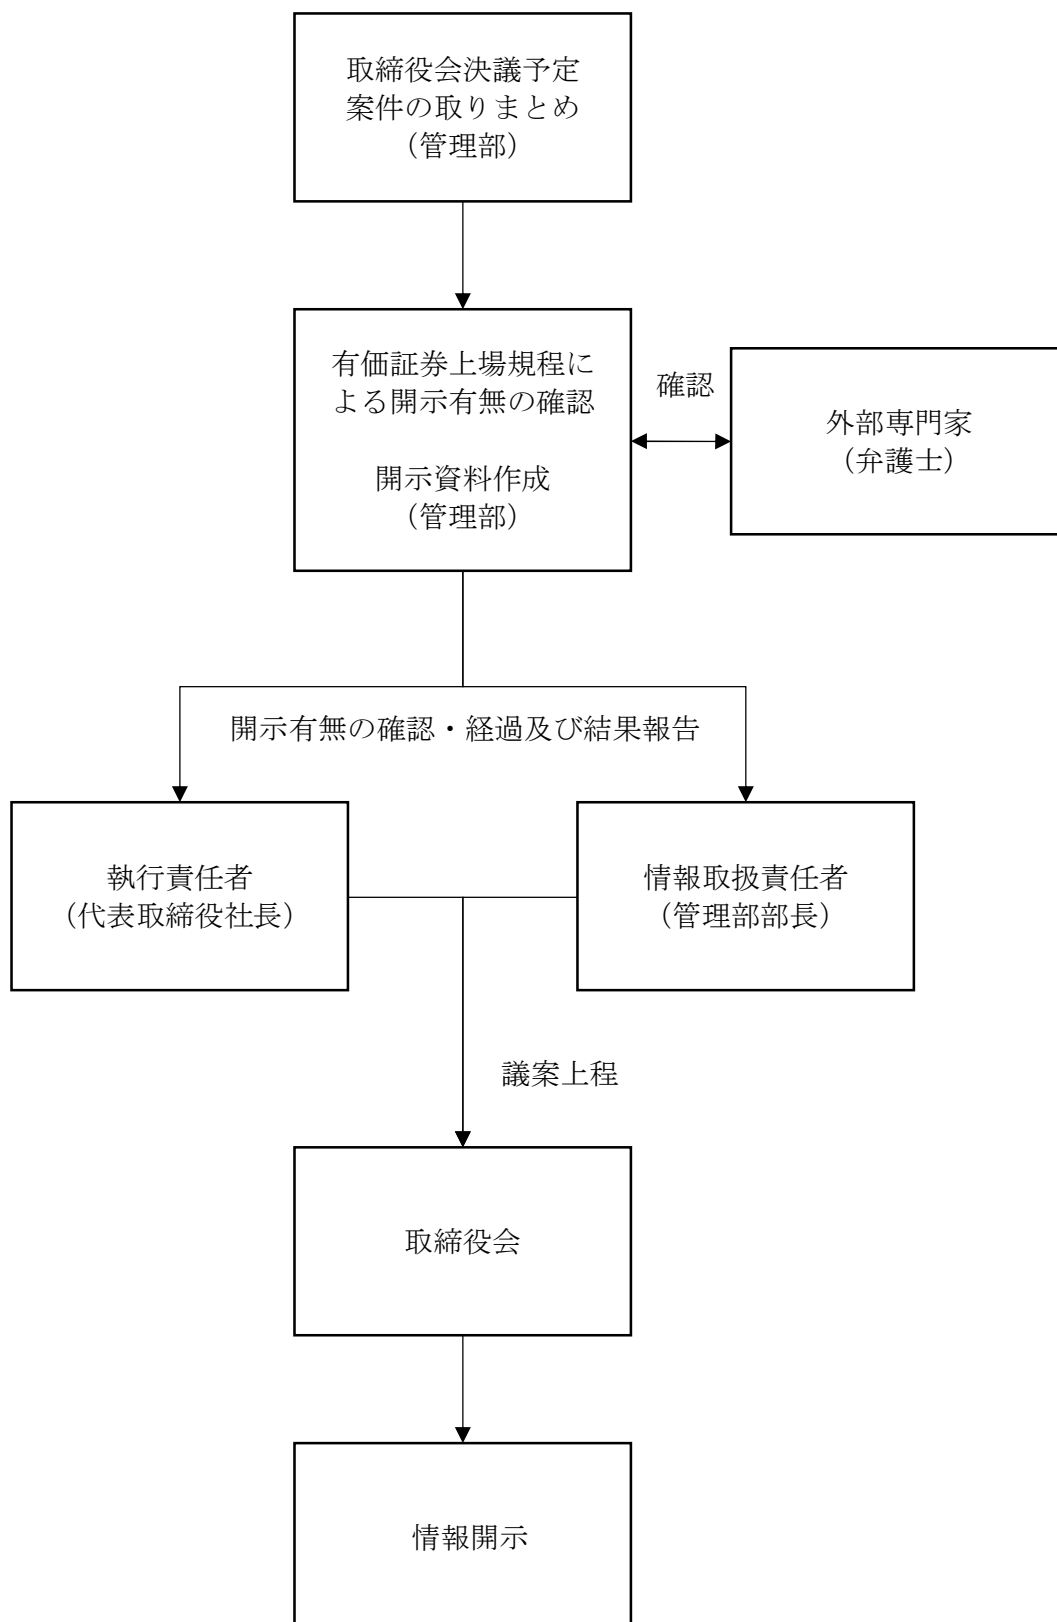 取締役会決議予定
案件の取りまとめ
（管理部）
有価証券上場規程に
よる開示有無の確認
開示資料作成
（管理部）
確認
外部専門家
（弁護士）
開示有無の確認・経過及び結果報告
執行責任者
（代表取締役社長）
情報取扱責任者
（管理部部長）
議案上程
取締役会
情報開示